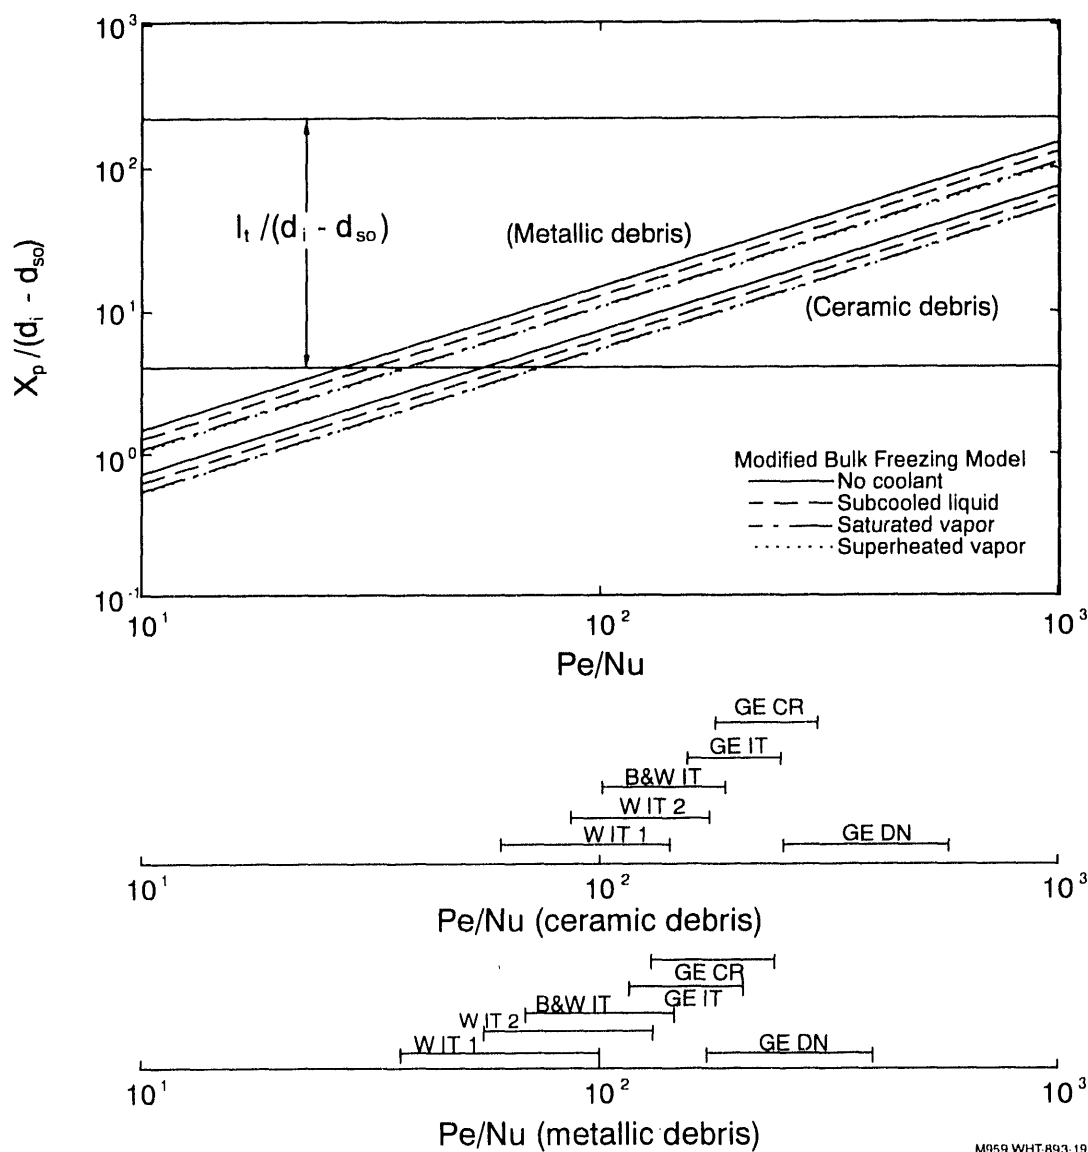 10³
10²
10¹
10⁰
10⁻¹
X_p /(d_i - d_so)
l_t /(d_i - d_so)
(Metallic debris)
(Ceramic debris)
Modified Bulk Freezing Model
No coolant
Subcooled liquid
Saturated vapor
Superheated vapor
10¹ 10² 10³
Pe/Nu
GE CR
GE IT
B&W IT
W IT 2
W IT 1 GE DN
10¹ 10² 10³
Pe/Nu (ceramic debris)
GE CR
B&W IT GE IT
W IT 2
W IT 1 GE DN
10¹ 10² 10³
Pe/Nu (metallic debris)
M959 WHT-893-19